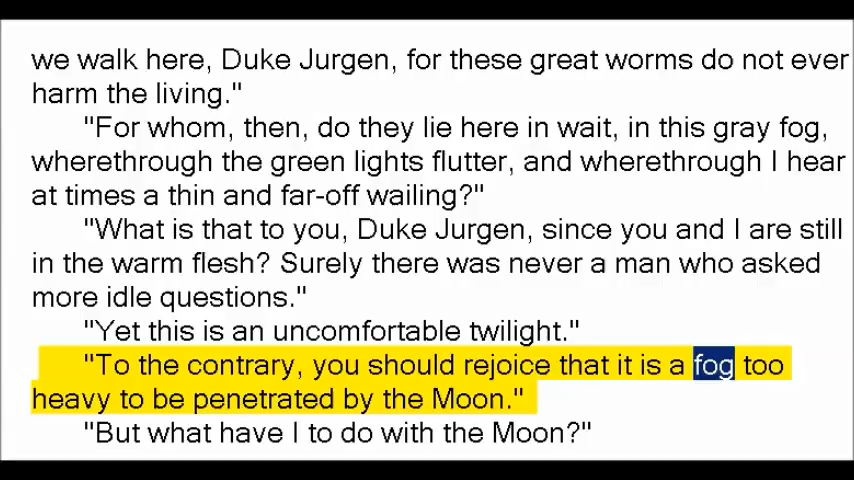 we walk here, Duke Jurgen, for these great worms do not ever
harm the living."
"For whom, then, do they lie here in wait, in this gray fog,
wherethrough the green lights flutter, and wherethrough I hear
at times a thin and far-off wailing?"
"What is that to you, Duke Jurgen, since you and I are still
in the warm flesh? Surely there was never a man who asked
more idle questions."
"Yet this is an uncomfortable twilight."
"To the contrary, you should rejoice that it is a fog too
heavy to be penetrated by the Moon."
"But what have I to do with the Moon?"